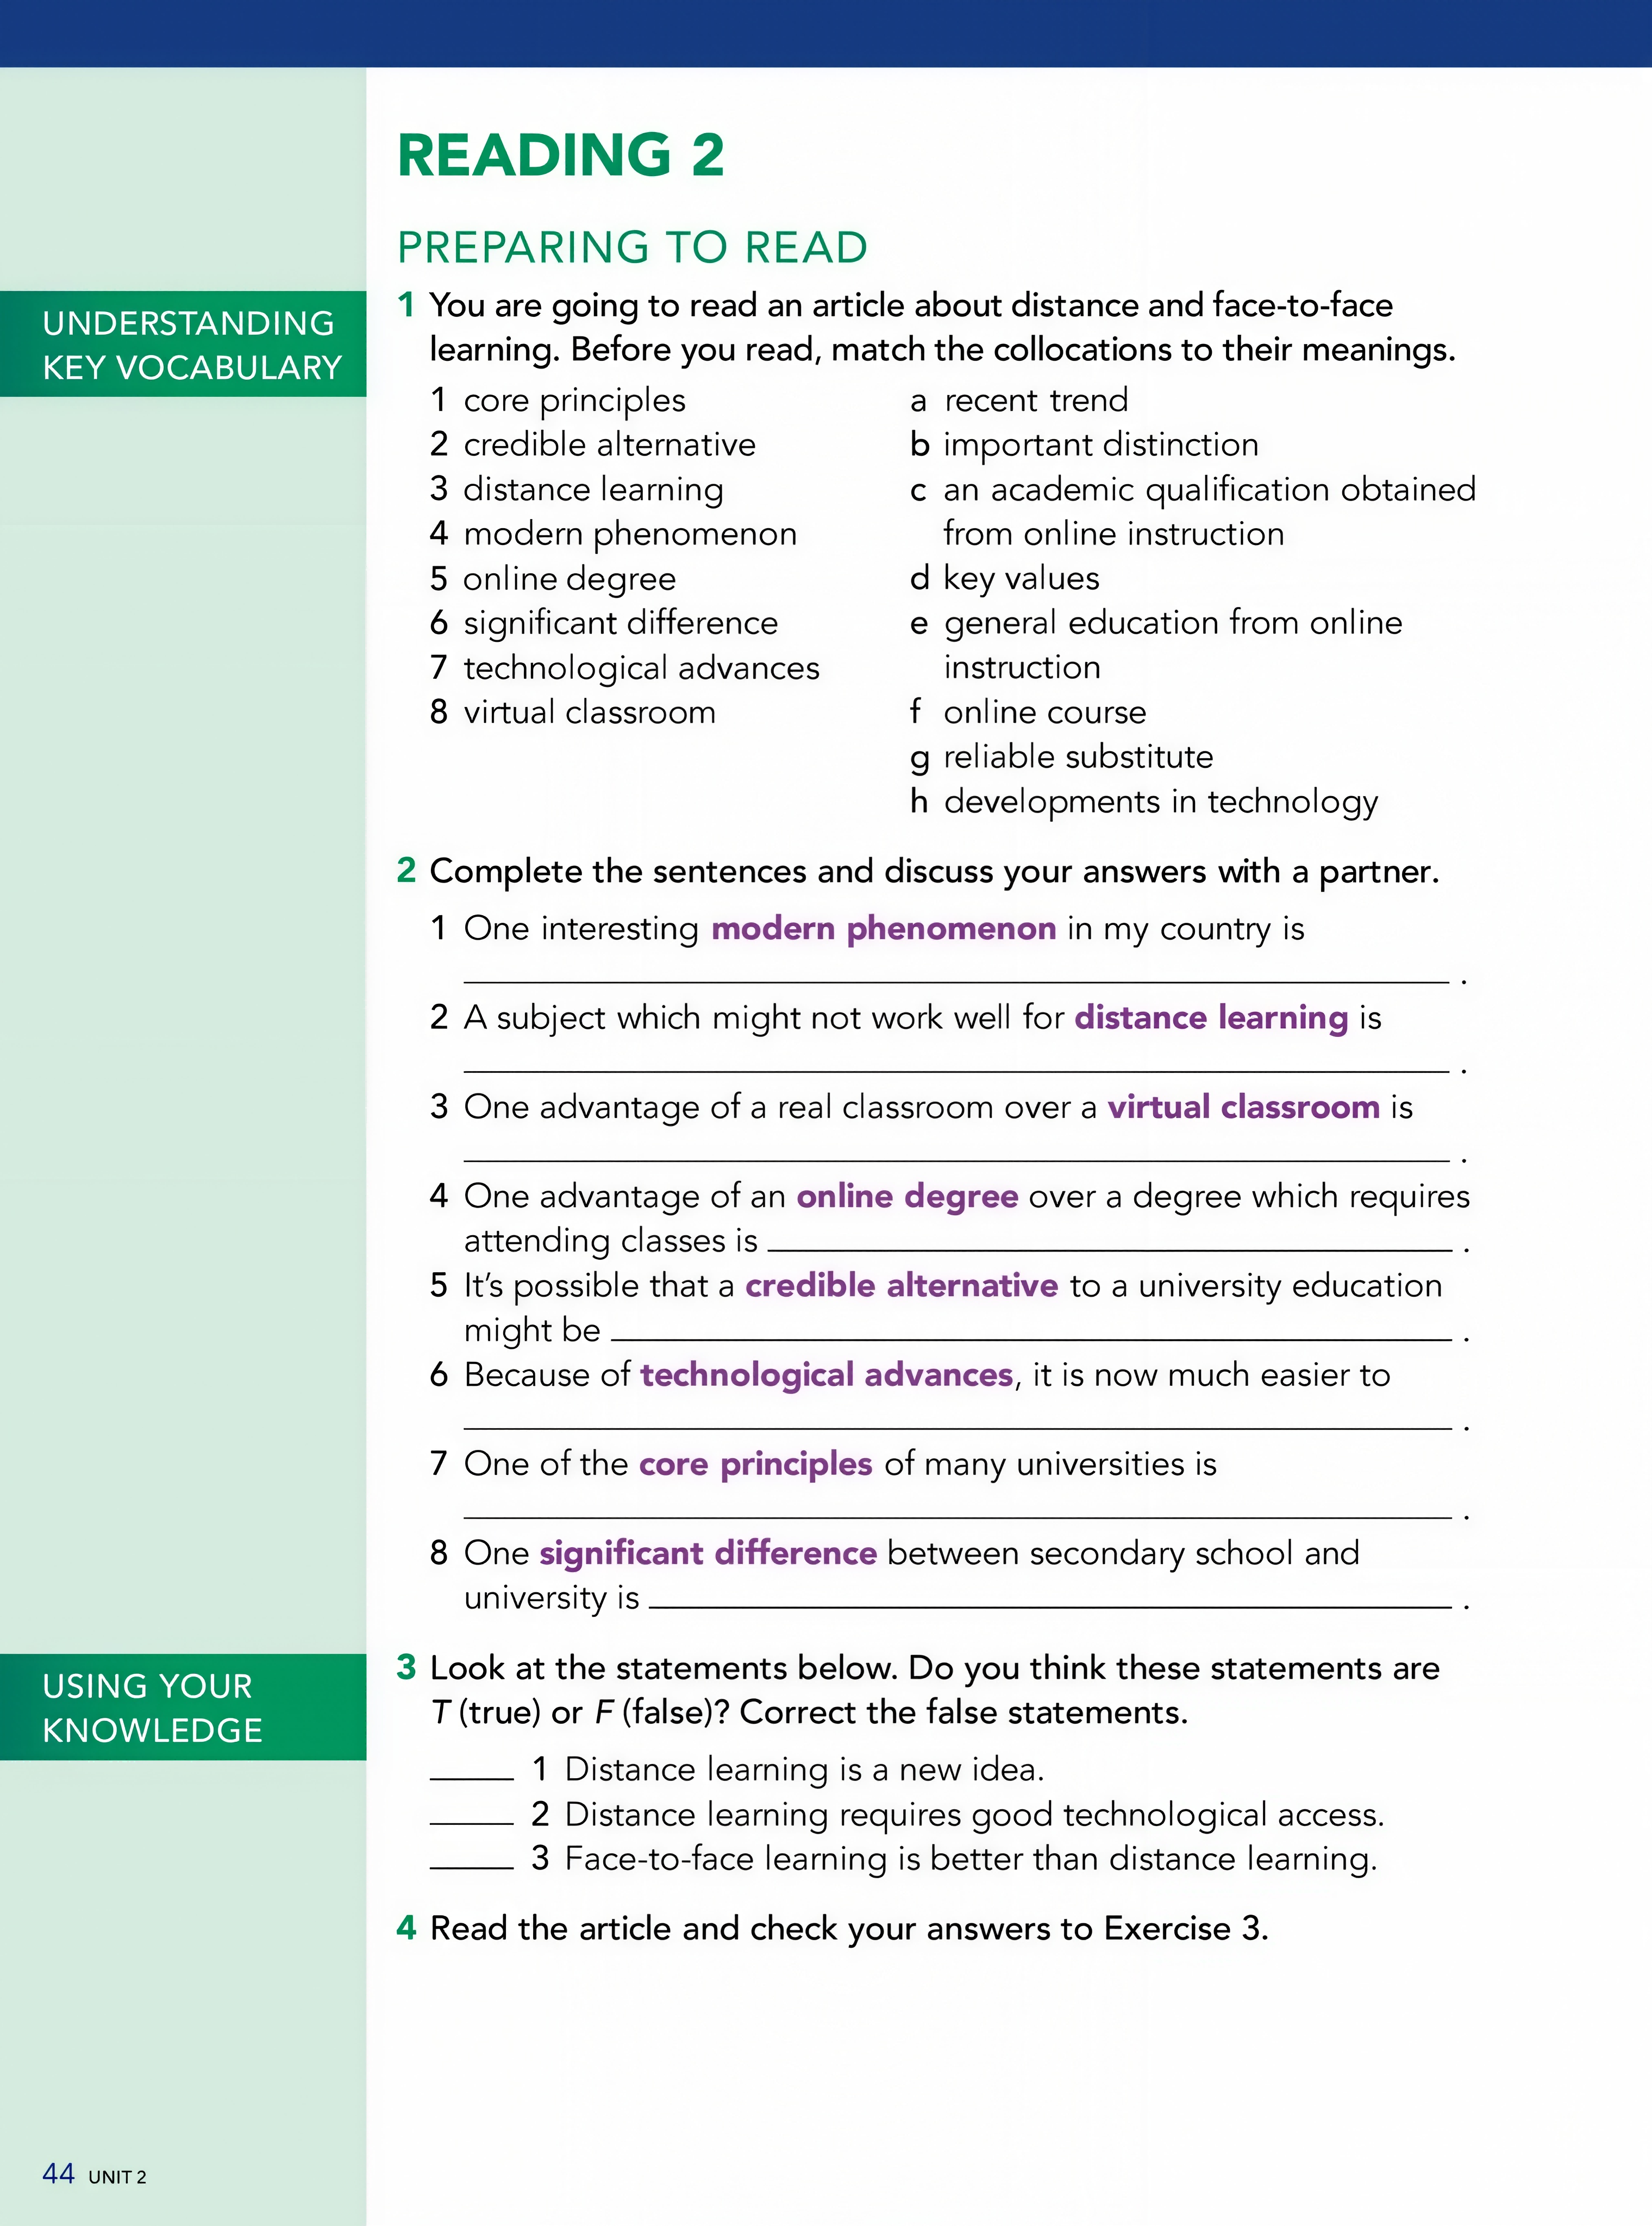 READING 2
PREPARING TO READ
UNDERSTANDING
KEY VOCABULARY
1 You are going to read an article about distance and face-to-face
learning. Before you read, match the collocations to their meanings.
1 core principles
2 credible alternative
3 distance learning
4 modern phenomenon
5 online degree
6 significant difference
7 technological advances
8 virtual classroom
a recent trend
b important distinction
c an academic qualification obtained
from online instruction
d key values
e general education from online
instruction
f online course
g reliable substitute
h developments in technology
2 Complete the sentences and discuss your answers with a partner.
1 One interesting modern phenomenon in my country is
.
2 A subject which might not work well for distance learning is
.
3 One advantage of a real classroom over a virtual classroom is
.
4 One advantage of an online degree over a degree which requires
attending classes is .
5 It's possible that a credible alternative to a university education
might be .
6 Because of technological advances, it is now much easier to
.
7 One of the core principles of many universities is
.
8 One significant difference between secondary school and
university is .
USING YOUR
KNOWLEDGE
3 Look at the statements below. Do you think these statements are
T (true) or F (false)? Correct the false statements.
1 Distance learning is a new idea.
2 Distance learning requires good technological access.
3 Face-to-face learning is better than distance learning.
4 Read the article and check your answers to Exercise 3.
44 UNIT 2